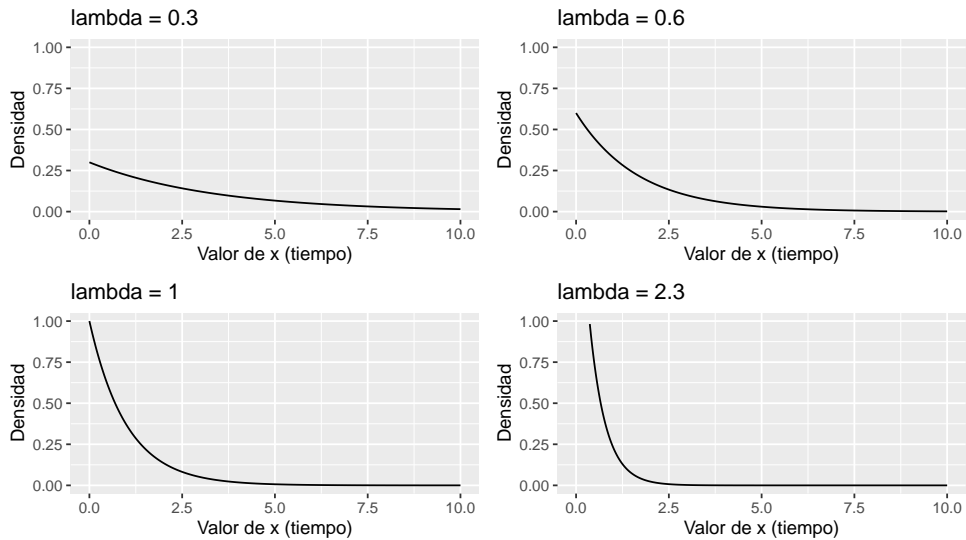 lambda = 0.3
1.00
0.75
0.50
0.25
0.00
Densidad
0.0 2.5 5.0 7.5 10.0
Valor de x (tiempo)
lambda = 0.6
1.00
0.75
0.50
0.25
0.00
Densidad
0.0 2.5 5.0 7.5 10.0
Valor de x (tiempo)
lambda = 1
1.00
0.75
0.50
0.25
0.00
Densidad
0.0 2.5 5.0 7.5 10.0
Valor de x (tiempo)
lambda = 2.3
1.00
0.75
0.50
0.25
0.00
Densidad
0.0 2.5 5.0 7.5 10.0
Valor de x (tiempo)